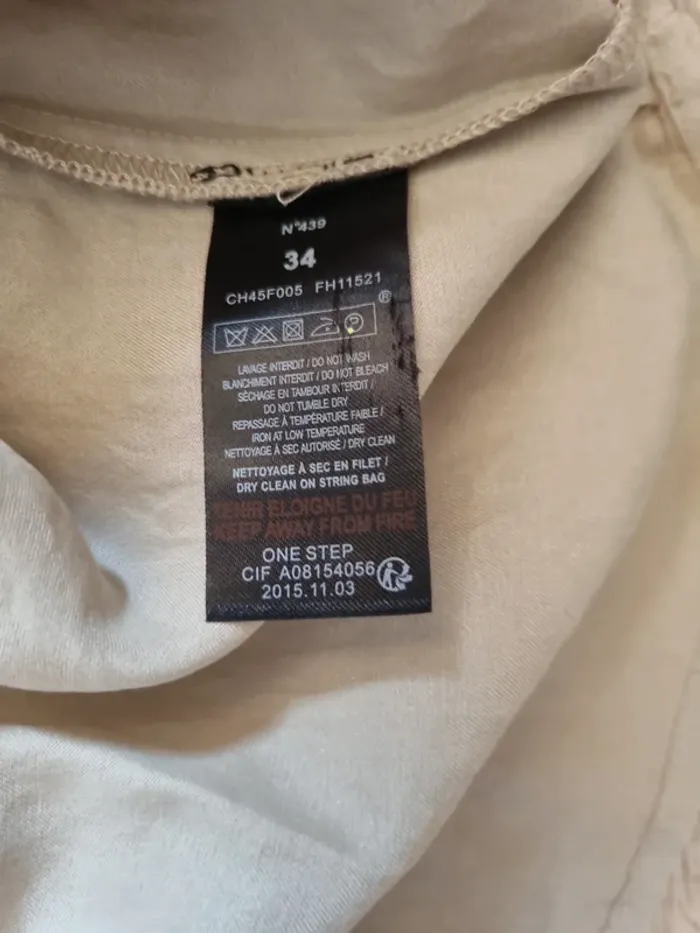 N°439
34
CH45F005 FH11521
®
LAVAGE INTERDIT / DO NOT WASH
BLANCHIMENT INTERDIT / DO NOT BLEACH
SÉCHAGE EN TAMBOUR INTERDIT /
DO NOT TUMBLE DRY
REPASSAGE À TEMPÉRATURE FAIBLE /
IRON AT LOW TEMPERATURE
NETTOYAGE À SEC AUTORISÉ / DRY CLEAN
NETTOYAGE À SEC EN FILET /
DRY CLEAN ON STRING BAG
TENIR ELOIGNE DU FEU
KEEP AWAY FROM FIRE
ONE STEP
CIF A08154056
2015.11.03